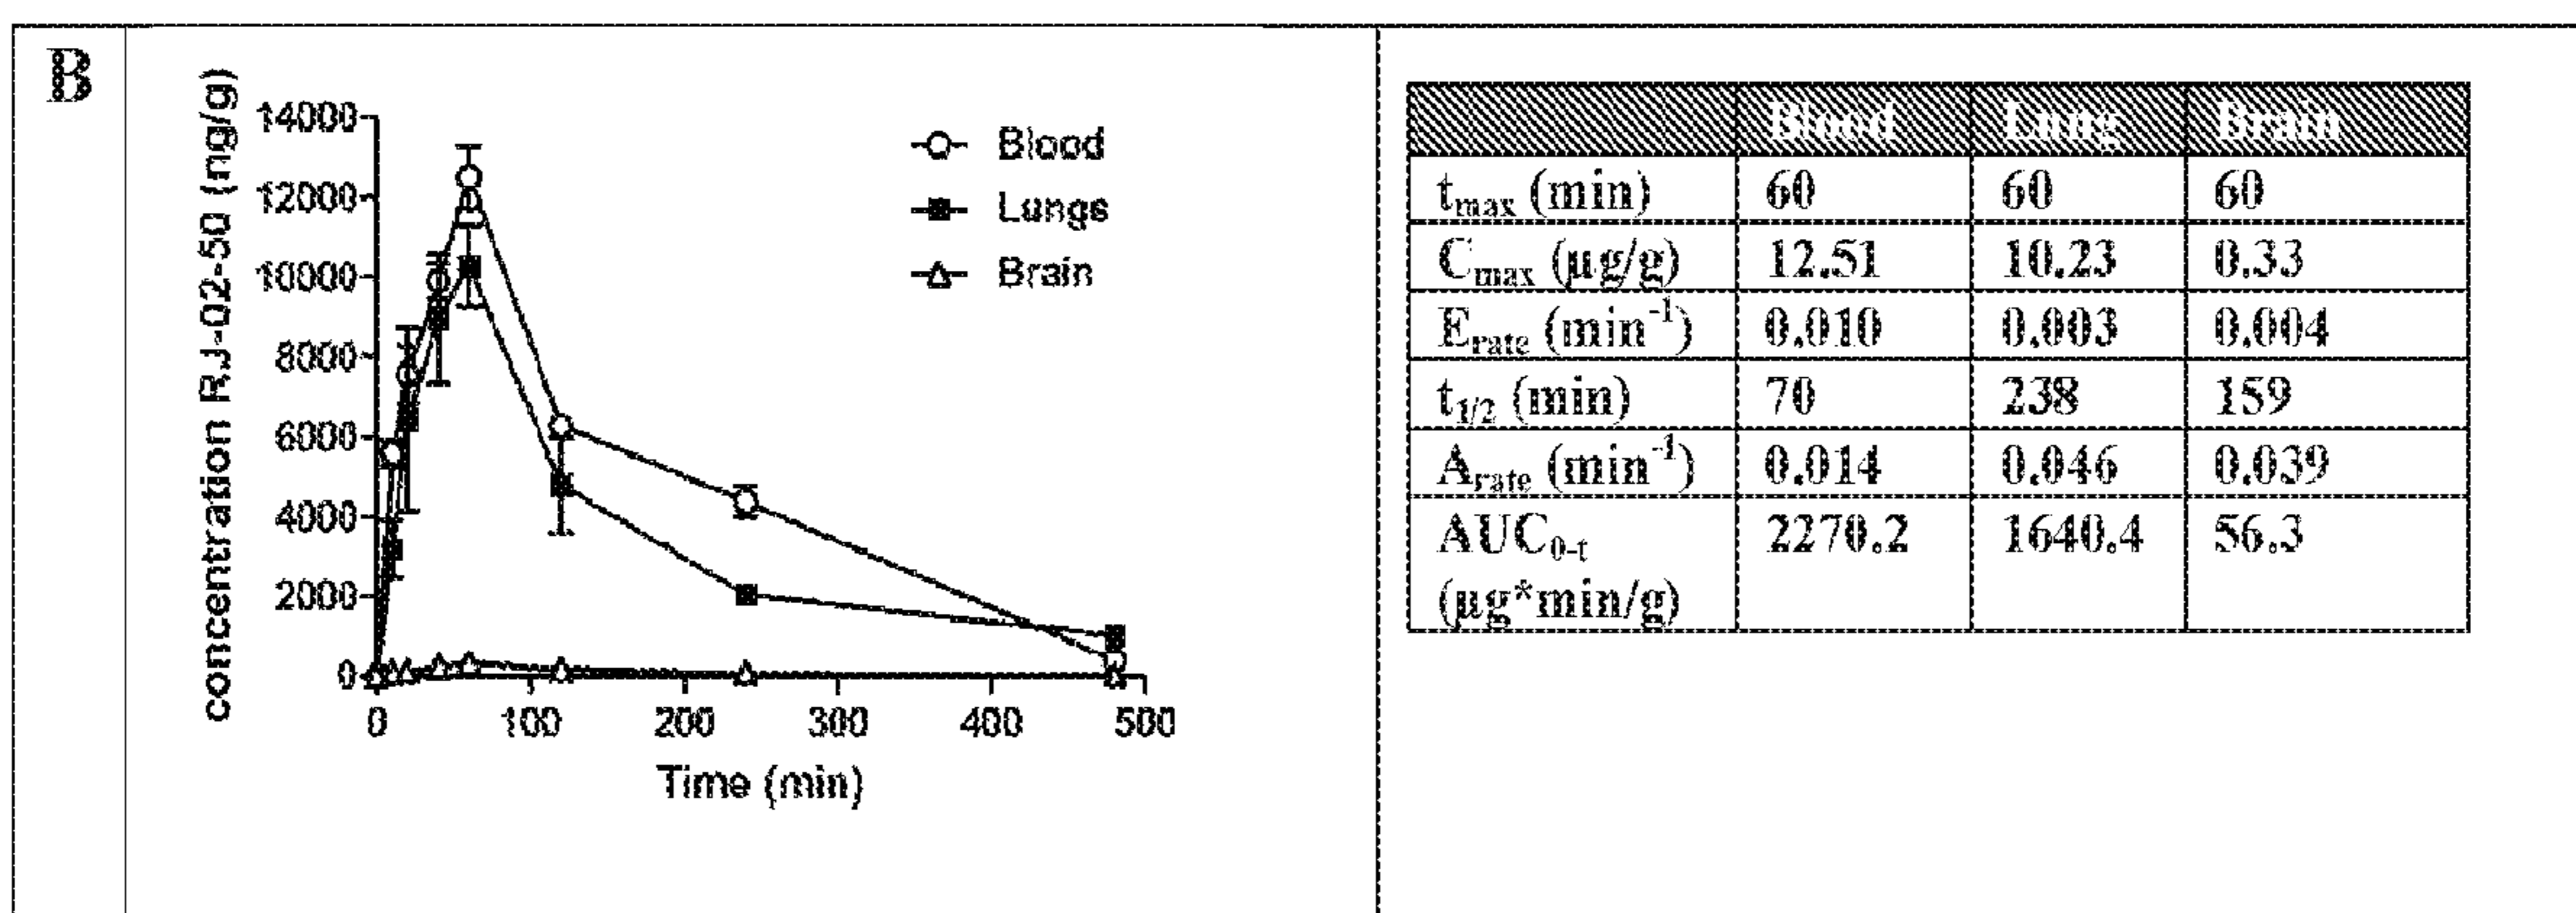 B
concentration RJ-02-50 (ng/g)
14000
12000
10000
8000
6000
4000
2000
0
0 100 200 300 400 500
Time (min)
Blood
Lungs
Brain
Blood Lung Brain
tmax (min) 60 60 60
Cmax (µg/g) 12.51 10.23 0.33
Erate (min-1) 0.010 0.003 0.004
t1/2 (min) 70 238 159
Arate (min-1) 0.014 0.046 0.039
AUC0-t 2270.2 1640.4 56.3
(µg*min/g)